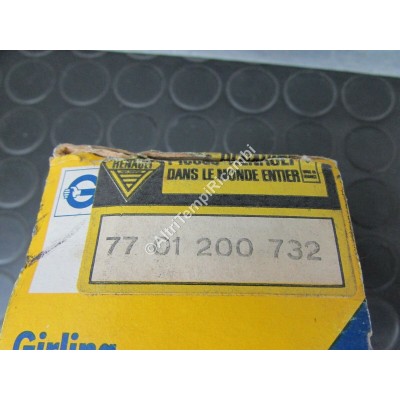 RENAULT
DANS LE MONDE ENTIER
77 01 200 732
©AltriTempiRicambi
Girling